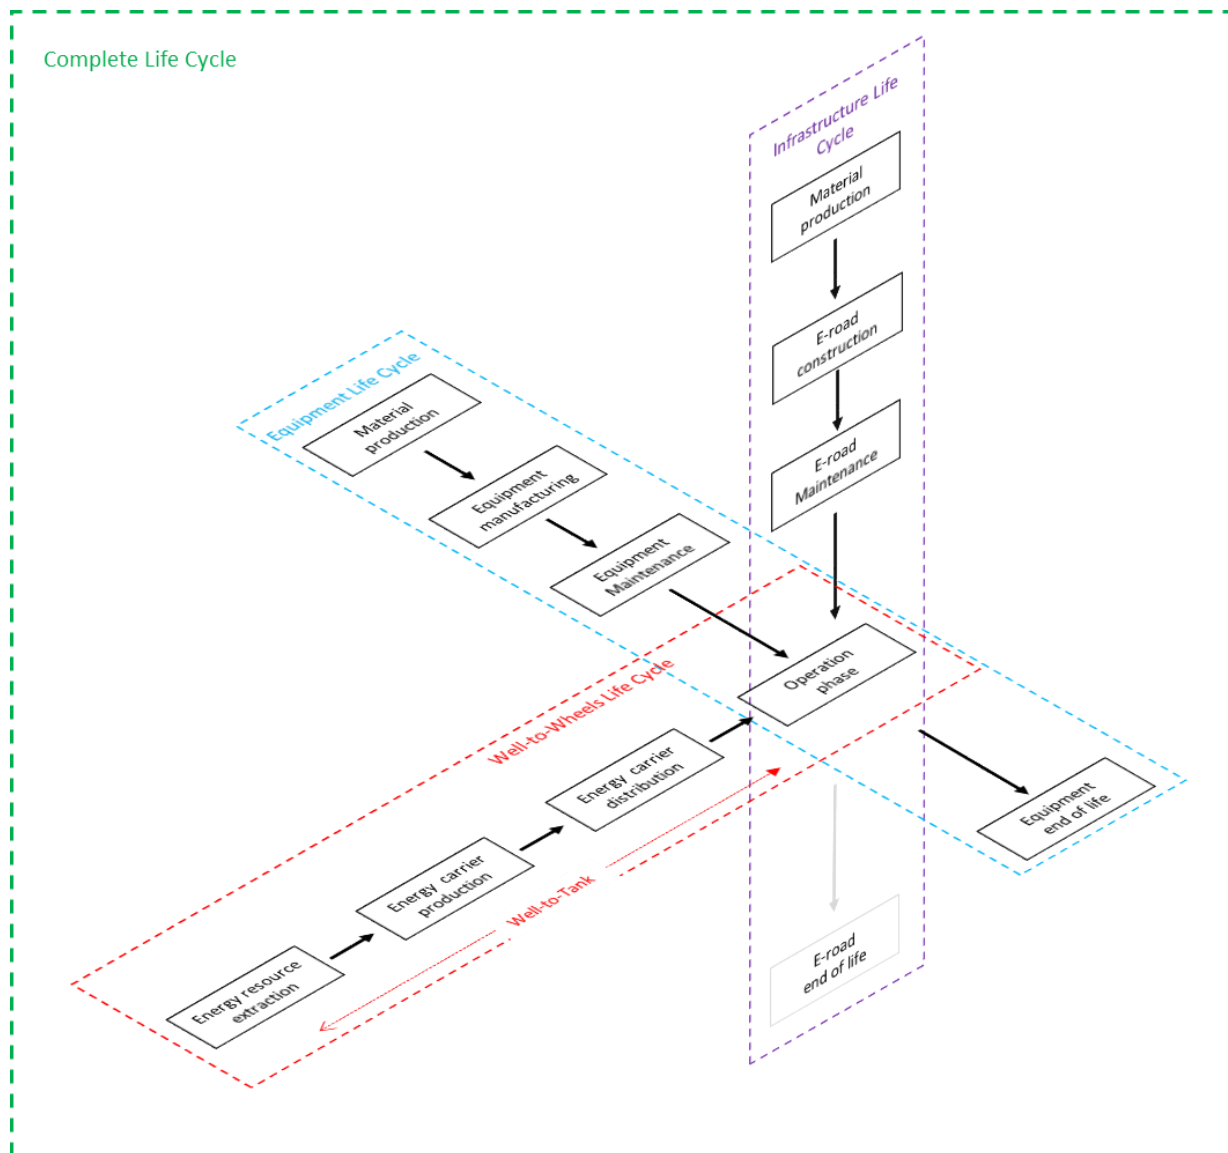 Complete Life Cycle
Infrastructure Life
Cycle
Material
production
E-road
construction
E-road
Maintenance
Equipment Life Cycle
Material
production
Equipment
manufacturing
Equipment
Maintenance
Operation
phase
Well-to-Wheels Life Cycle
Energy carrier
distribution
Equipment
end of life
Energy carrier
production
Well-to-Tank
E-road
end of life
Energy resource
extraction